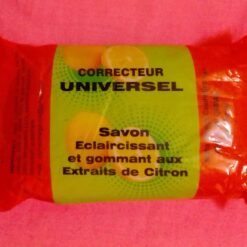 CORRECTEUR
UNIVERSEL
Savon
Eclaircissant
et gommant aux
Extraits de Citron